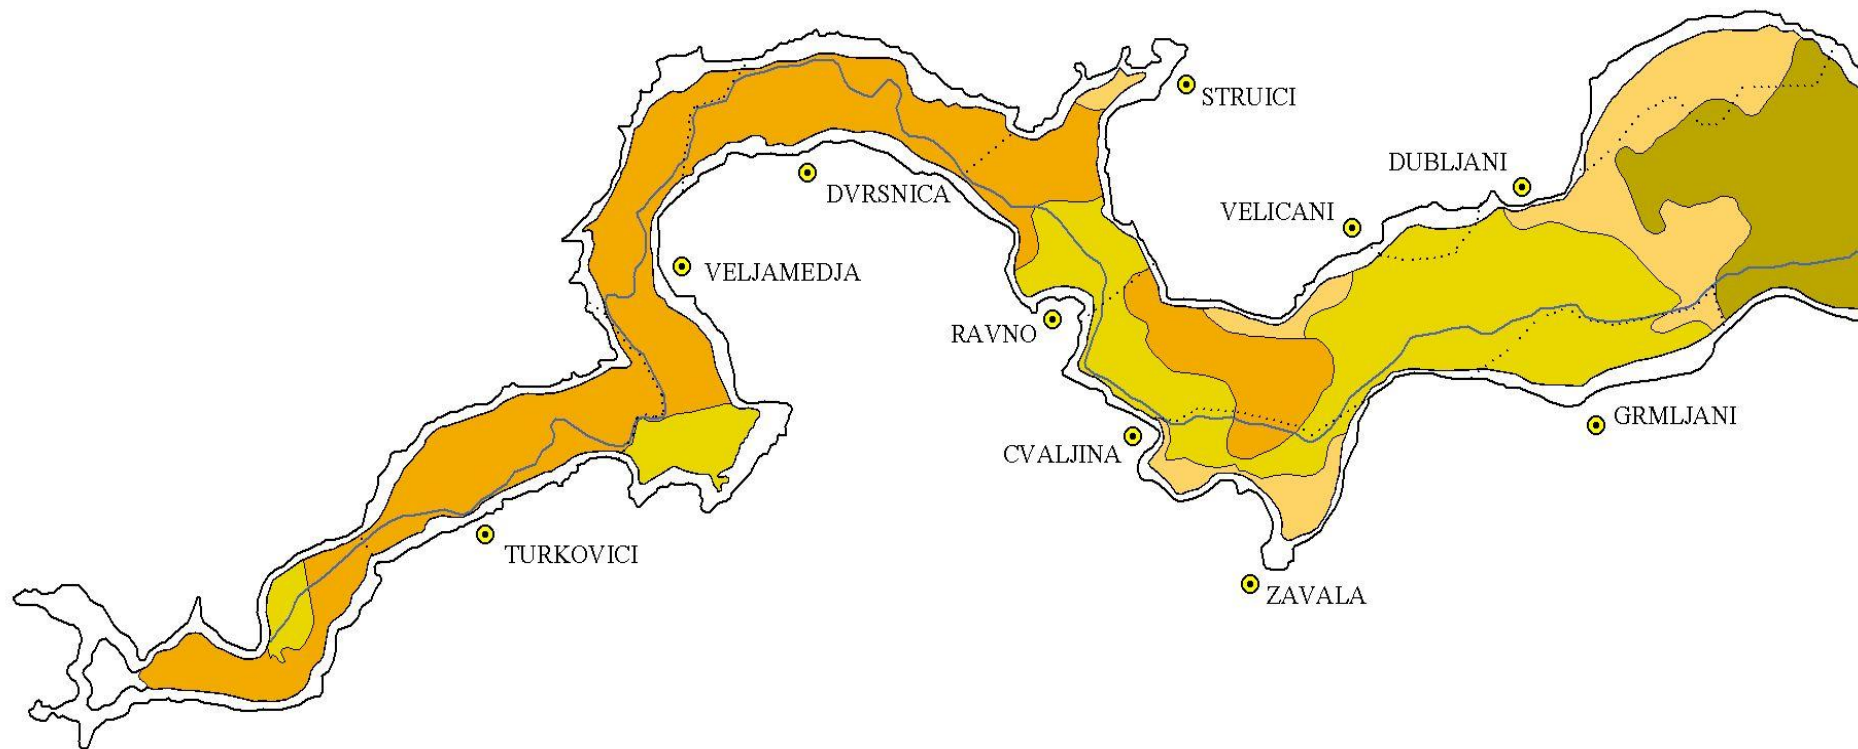 STRUICI
DUBLJANI
DVRSNICA
VELICANI
VELJAMEDJA
RAVNO
GRMLJANI
CVALJINA
TURKOVICI
ZAVALA